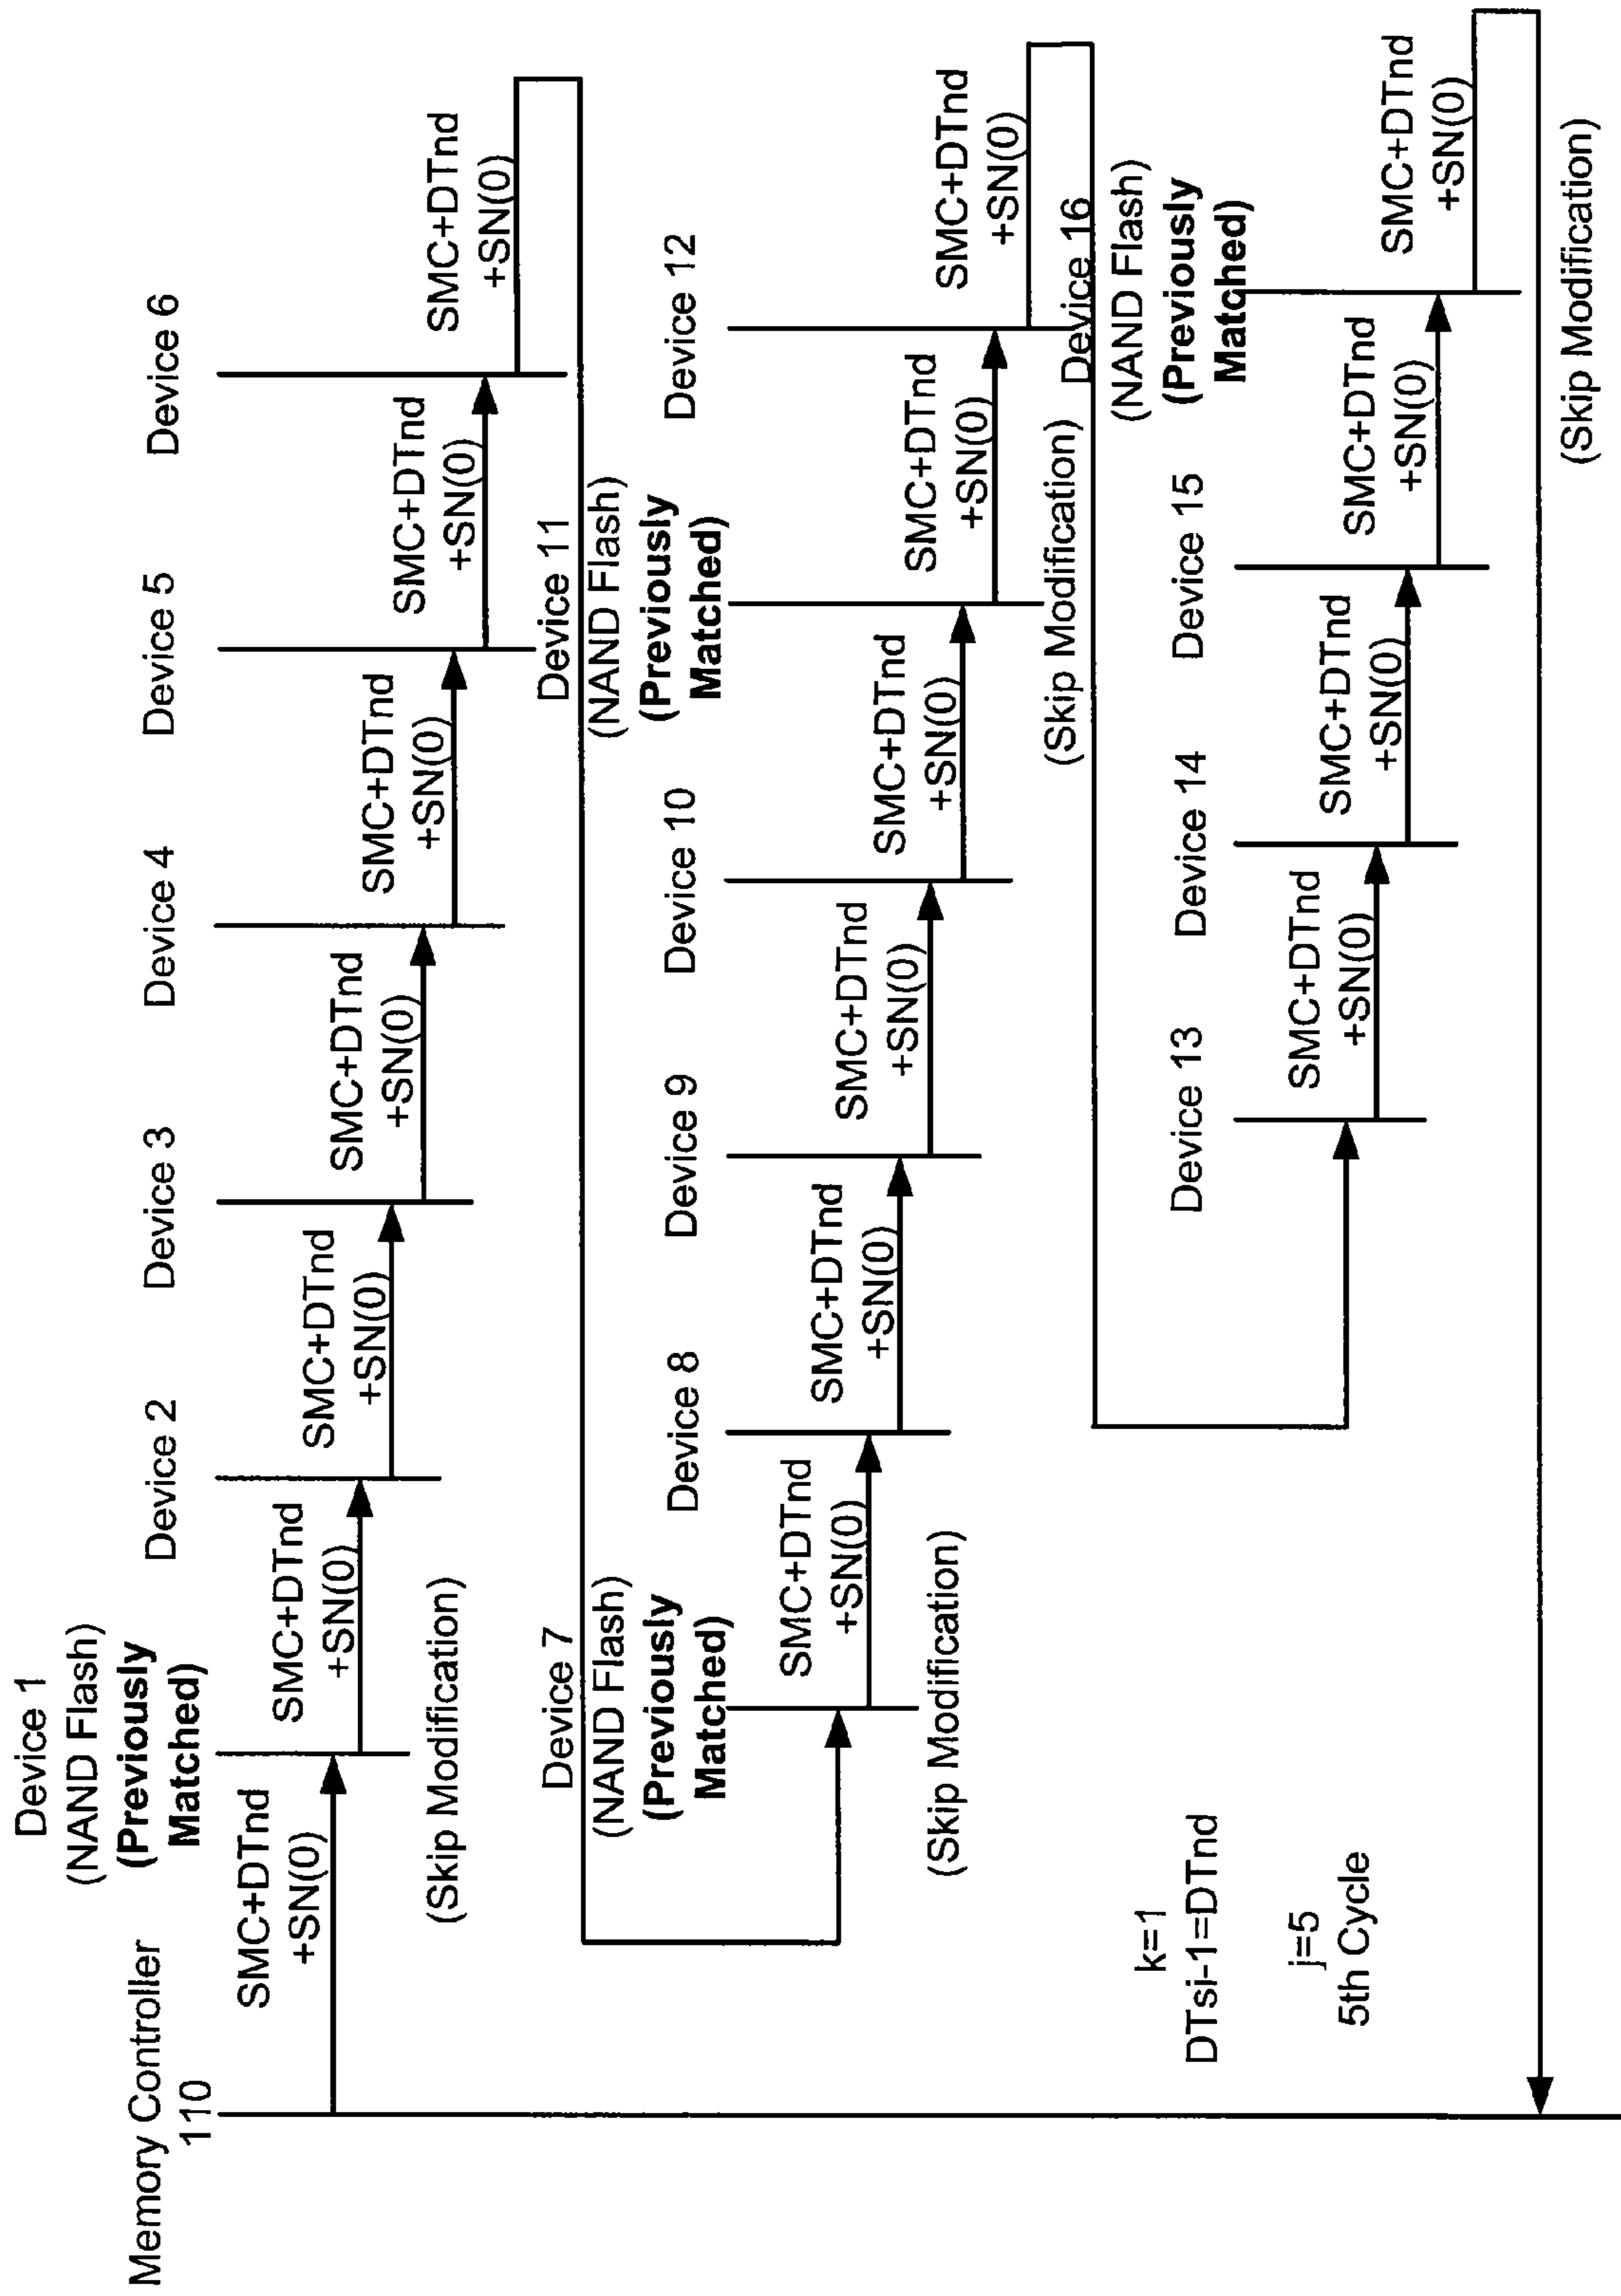 Memory Controller
110
Device 1
(NAND Flash)
(Previously
Matched)
Device 2
Device 3
Device 4
Device 5
Device 6
SMC+DTnd
+SN(0)
SMC+DTnd
+SN(0)
SMC+DTnd
+SN(0)
SMC+DTnd
+SN(0)
SMC+DTnd
+SN(0)
SMC+DTnd
+SN(0)
SMC+DTnd
+SN(0)
(Skip Modification)
Device 7
(NAND Flash)
(Previously
Matched)
Device 8
Device 9
Device 10
Device 11
(NAND Flash)
(Previously
Matched)
Device 12
SMC+DTnd
+SN(0)
SMC+DTnd
+SN(0)
SMC+DTnd
+SN(0)
SMC+DTnd
+SN(0)
SMC+DTnd
+SN(0)
SMC+DTnd
+SN(0)
(Skip Modification)
(Skip Modification)
Device 13
Device 14
Device 15
Device 16
(NAND Flash)
(Previously
Matched)
SMC+DTnd
+SN(0)
SMC+DTnd
+SN(0)
SMC+DTnd
+SN(0)
SMC+DTnd
+SN(0)
(Skip Modification)
k=1
DTsi-1=DTnd
j=5
5th Cycle